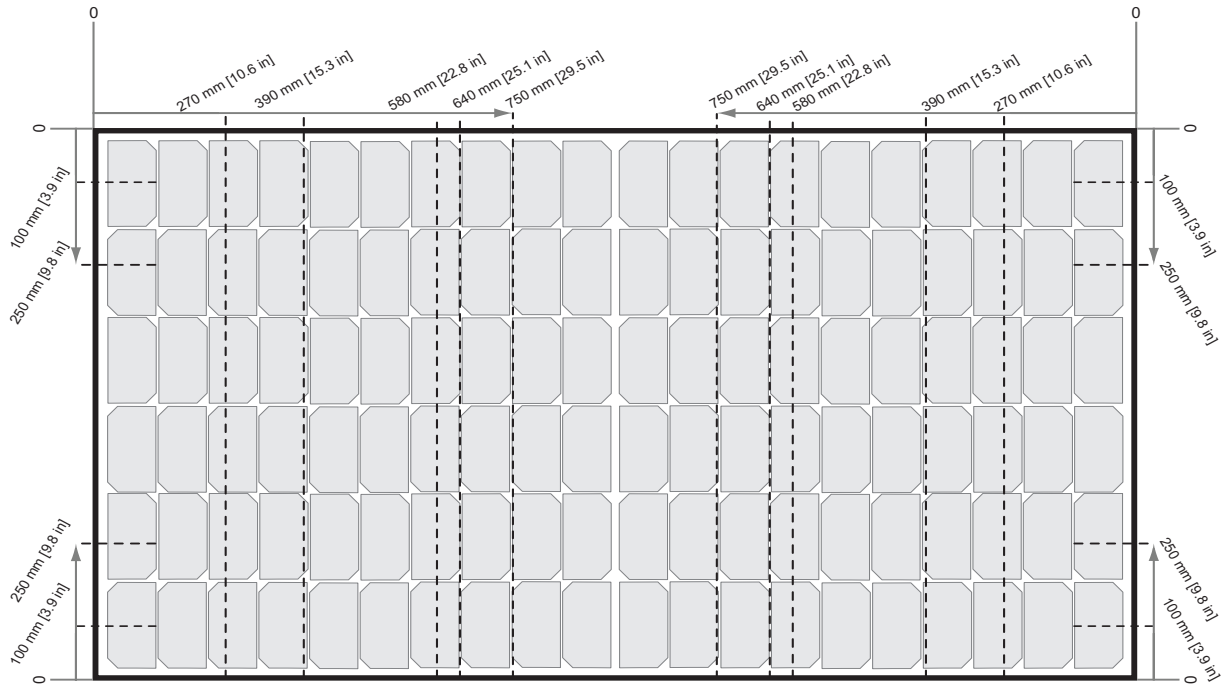 0
0
270 mm [10.6 in]
390 mm [15.3 in]
580 mm [22.8 in]
640 mm [25.1 in]
750 mm [29.5 in]
750 mm [29.5 in]
640 mm [25.1 in]
580 mm [22.8 in]
390 mm [15.3 in]
270 mm [10.6 in]
0
0
100 mm [3.9 in]
100 mm [3.9 in]
250 mm [9.8 in]
250 mm [9.8 in]
250 mm [9.8 in]
250 mm [9.8 in]
100 mm [3.9 in]
100 mm [3.9 in]
0
0